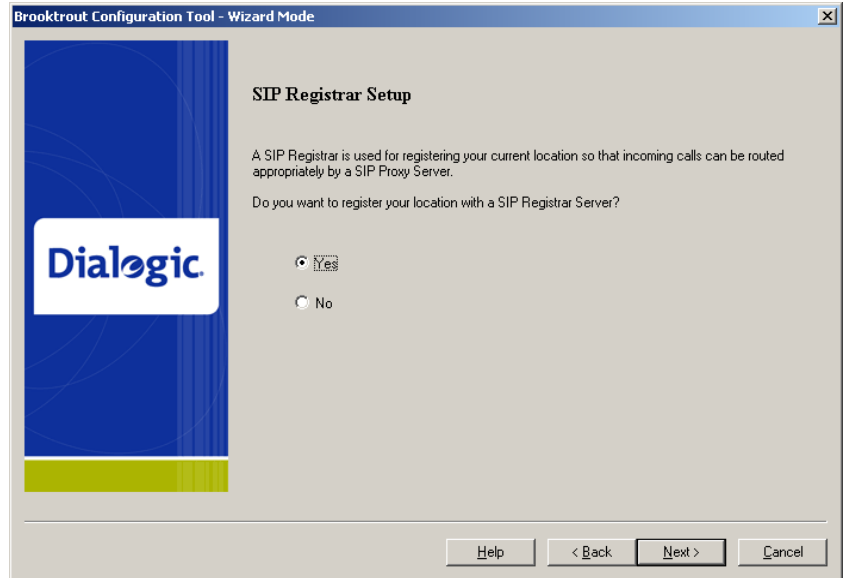 Brooktrout Configuration Tool - Wizard Mode
SIP Registrar Setup
A SIP Registrar is used for registering your current location so that incoming calls can be routed
appropriately by a SIP Proxy Server.
Do you want to register your location with a SIP Registrar Server?
Dialogic.
Yes
No
Help
< Back
Next >
Cancel